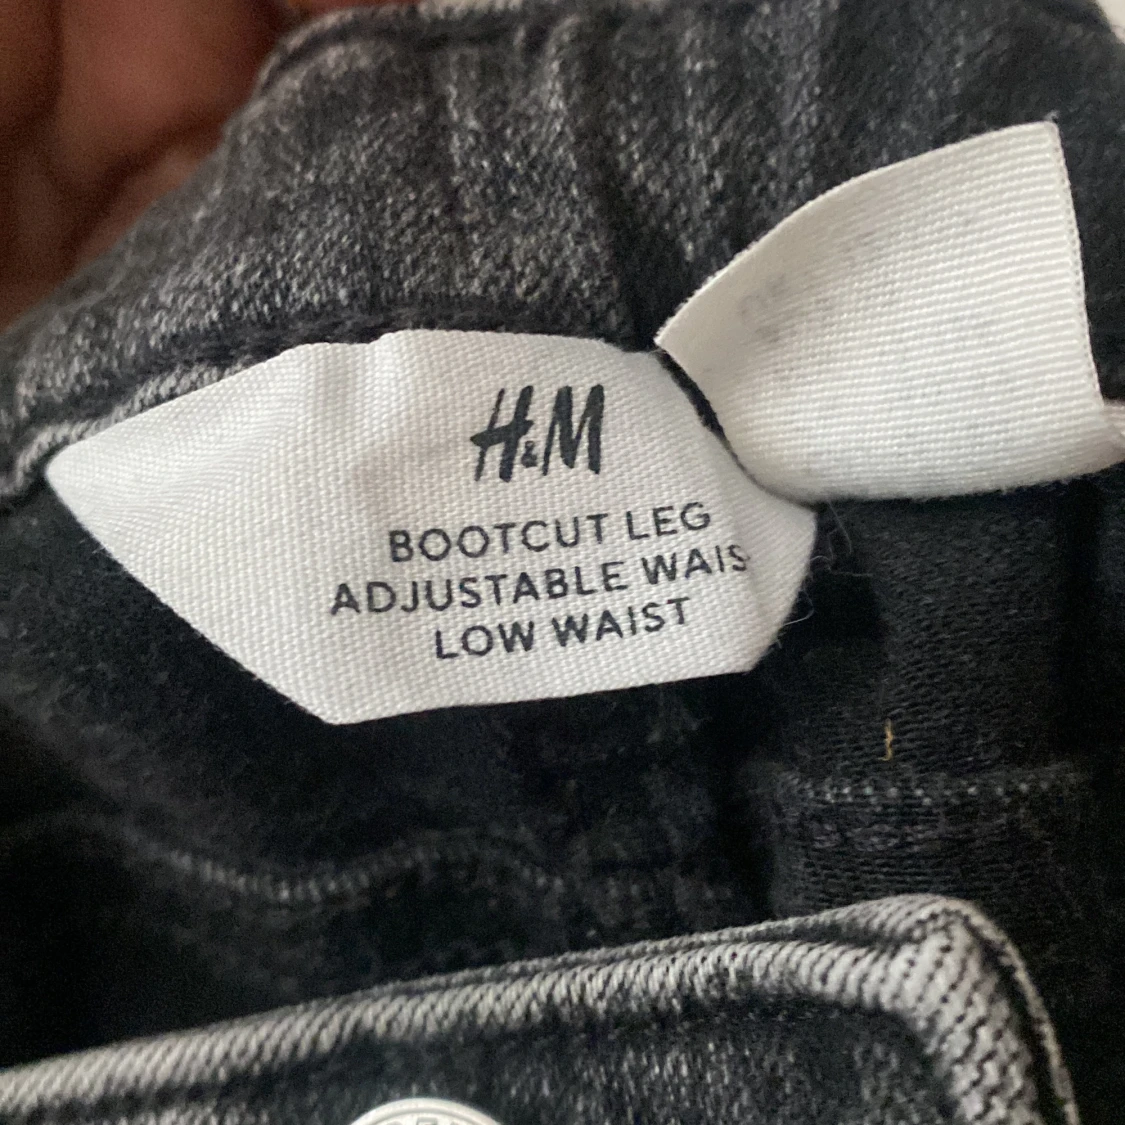 H&M
BOOTCUT LEG
ADJUSTABLE WAIS
LOW WAIST